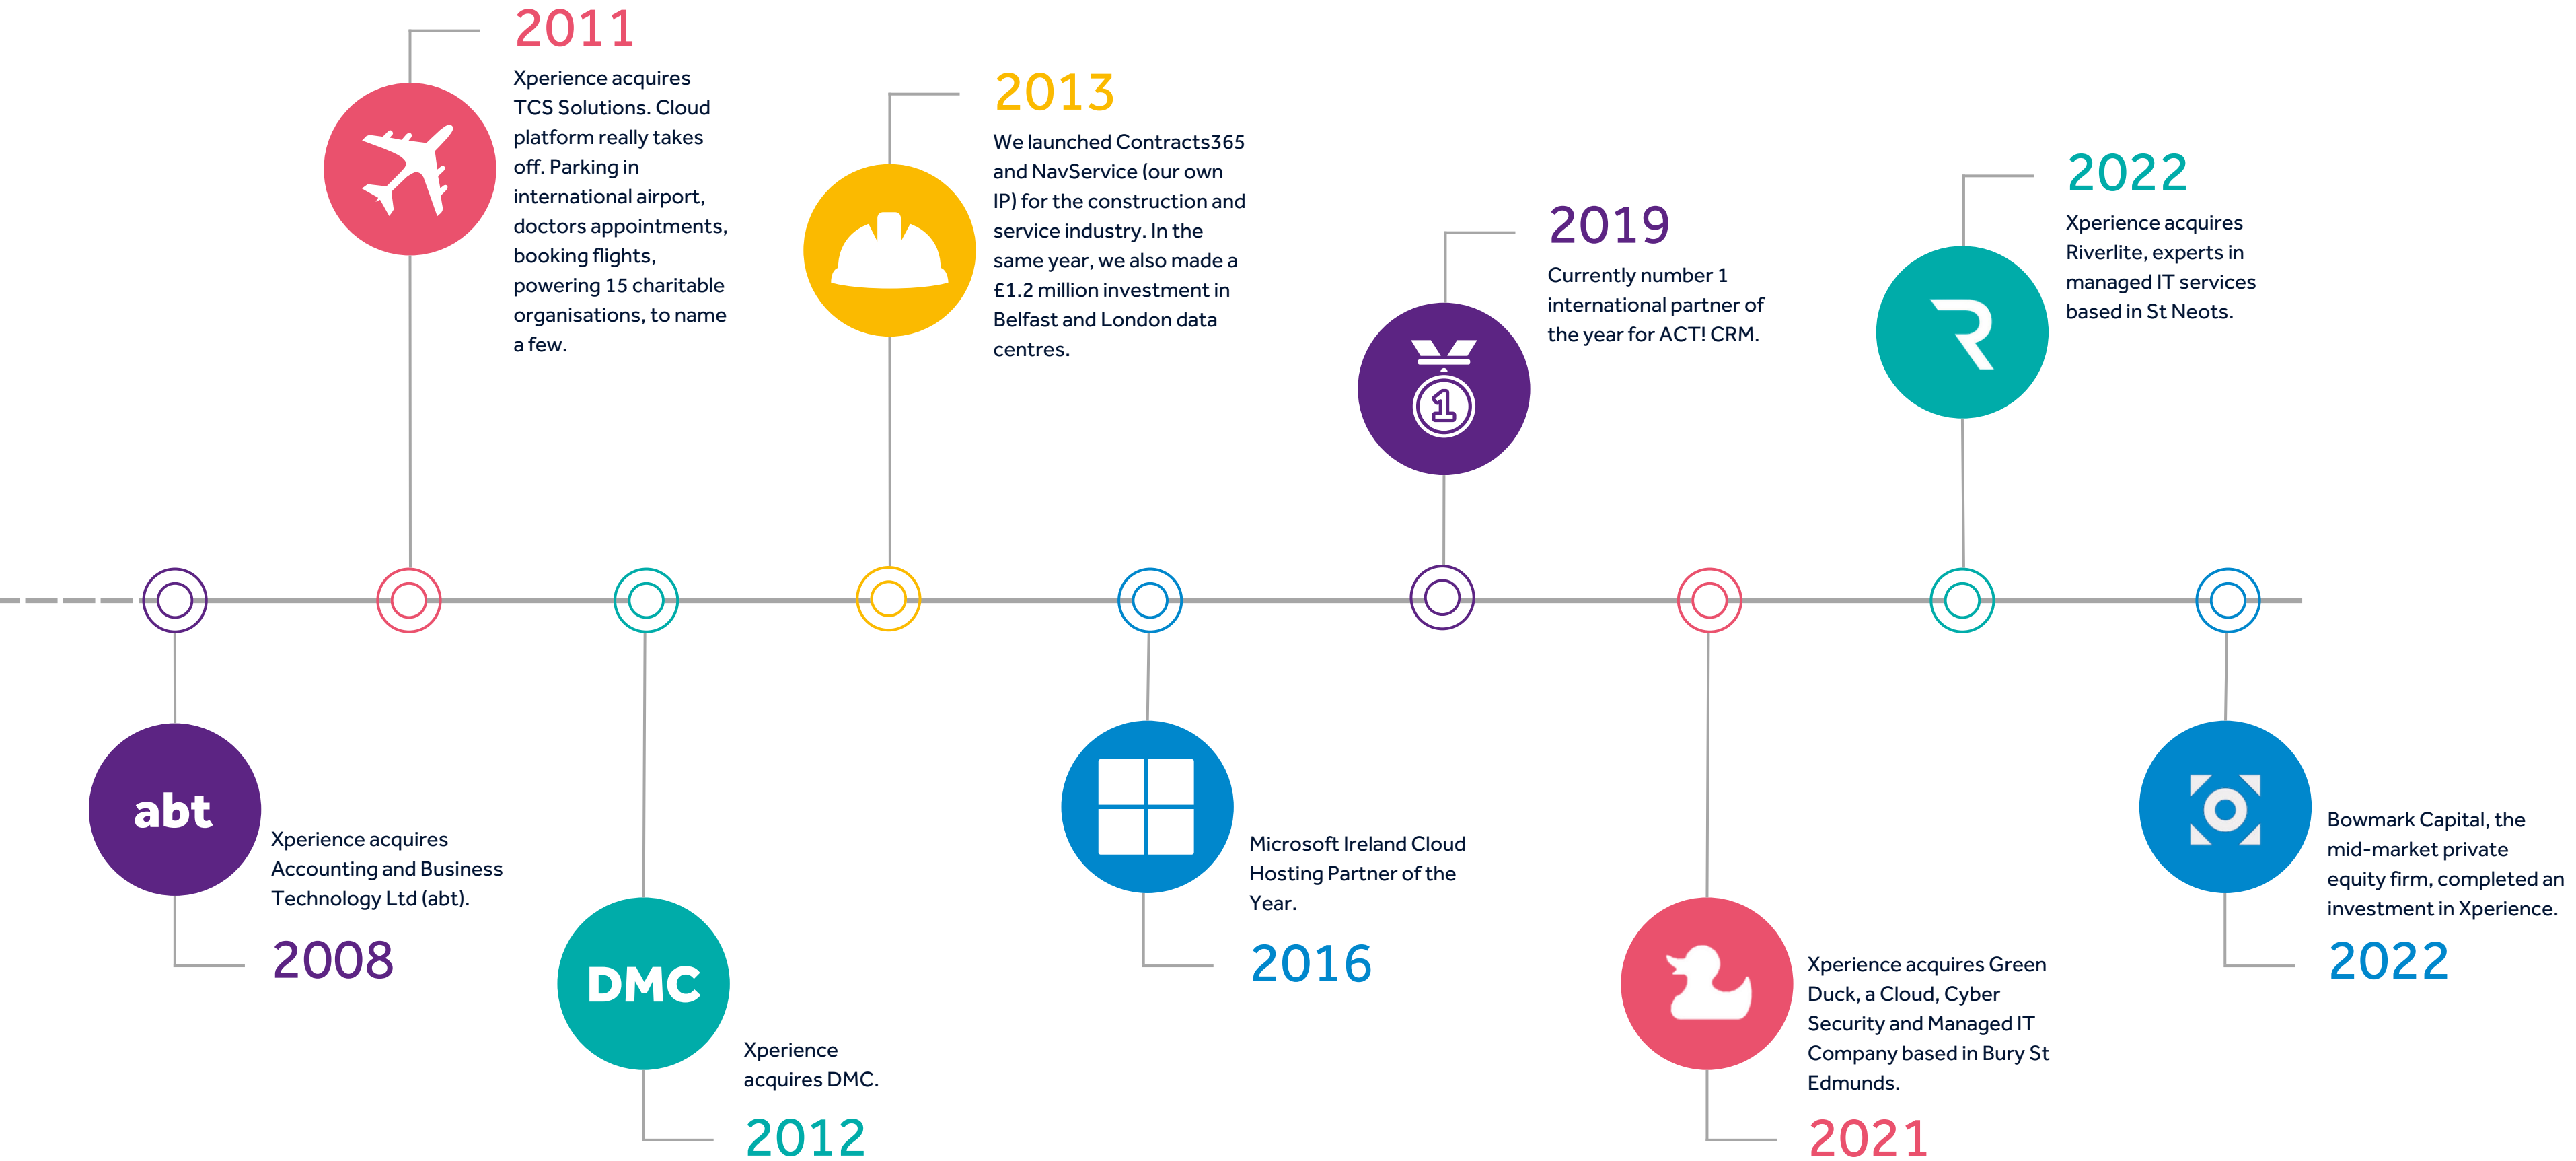 2011
Xperience acquires
TCS Solutions. Cloud
platform really takes
off. Parking in
international airport,
doctors appointments,
booking flights,
powering 15 charitable
organisations, to name
a few.
2013
We launched Contracts365
and NavService (our own
IP) for the construction and
service industry. In the
same year, we also made a
£1.2 million investment in
Belfast and London data
centres.
2019
Currently number 1
international partner of
the year for ACT! CRM.
1
2022
Xperience acquires
Riverlite, experts in
managed IT services
based in St Neots.
R
abt
Xperience acquires
Accounting and Business
Technology Ltd (abt).
2008
DMC
Xperience
acquires DMC.
2012
Microsoft Ireland Cloud
Hosting Partner of the
Year.
2016
Xperience acquires Green
Duck, a Cloud, Cyber
Security and Managed IT
Company based in Bury St
Edmunds.
2021
Bowmark Capital, the
mid-market private
equity firm, completed an
investment in Xperience.
2022